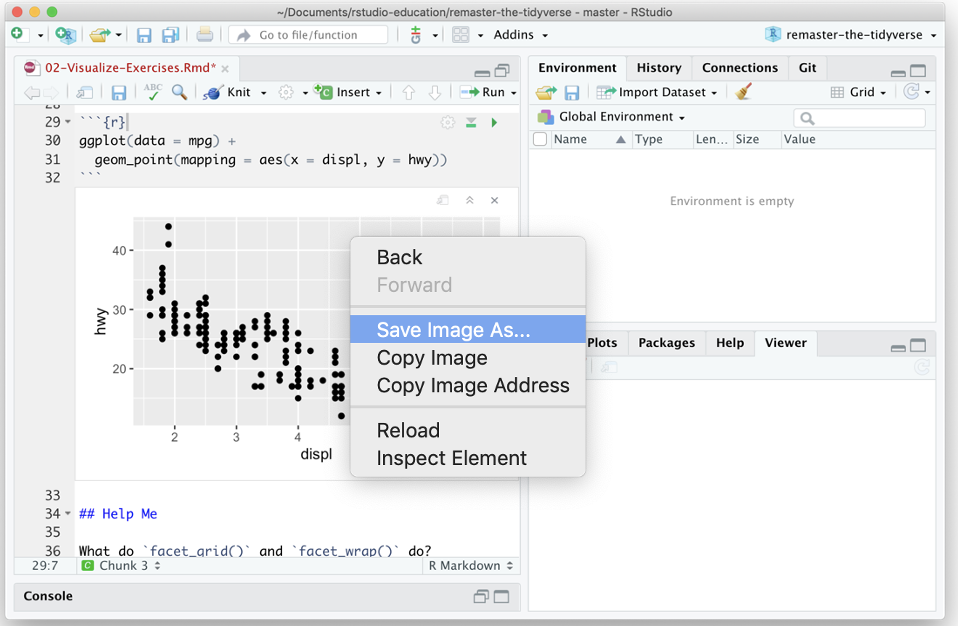 ~/Documents/rstudio-education/remaster-the-tidyverse - master - RStudio
Go to file/function
Addins
remaster-the-tidyverse
02-Visualize-Exercises.Rmd*
ABC
Knit
Insert
Run
28
29 ```{r}
30 ggplot(data = mpg) +
31 geom_point(mapping = aes(x = displ, y = hwy))
32 ```
40
30
20
hwy
2 3 4
displ
33
34 ## Help Me
35
36 What do `facet_grid()` and `facet_wrap()` do?
29:7 Chunk 3 R Markdown
Console
Back
Forward
Save Image As...
Copy Image
Copy Image Address
Reload
Inspect Element
Environment History Connections Git
Import Dataset Grid
Global Environment
Name Type Len... Size Value
Environment is empty
Plots Packages Help Viewer